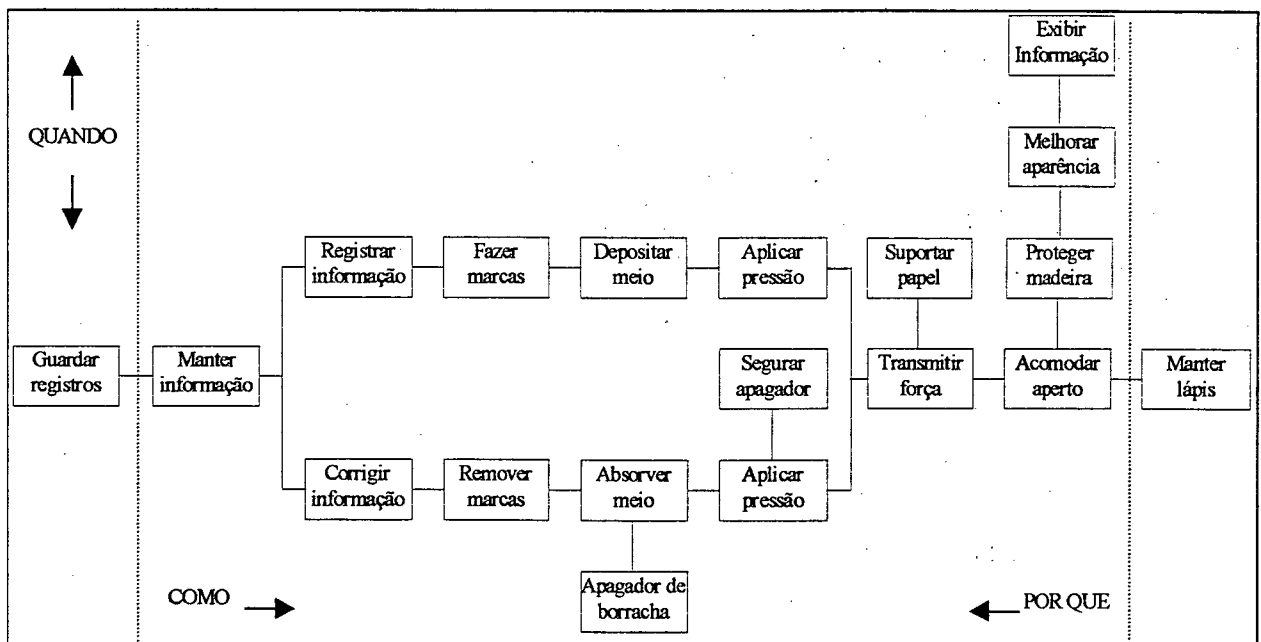 Exibir
Informação
QUANDO
Melhorar
aparência
Registrar
informação
Fazer
marcas
Depositar
meio
Aplicar
pressão
Suportar
papel
Proteger
madeira
Guardar
registros
Manter
informação
Segurar
apagador
Transmitir
força
Acomodar
aperto
Manter
lápis
Corrigir
informação
Remover
marcas
Absorver
meio
Aplicar
pressão
Apagador de
borracha
COMO
POR QUE